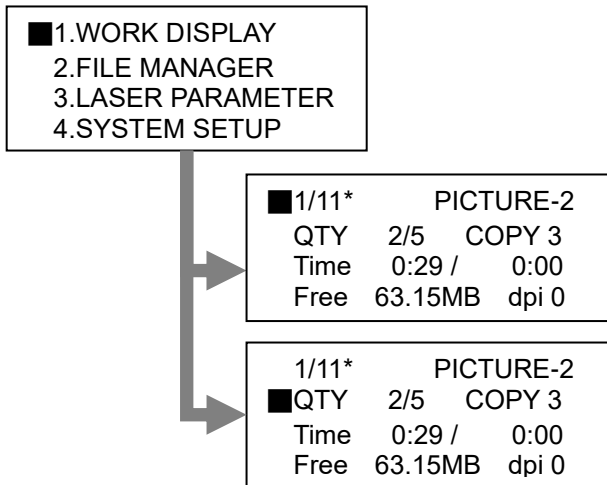 ■1.WORK DISPLAY
2.FILE MANAGER
3.LASER PARAMETER
4.SYSTEM SETUP
■1/11* PICTURE-2
QTY 2/5 COPY 3
Time 0:29 / 0:00
Free 63.15MB dpi 0
1/11* PICTURE-2
■QTY 2/5 COPY 3
Time 0:29 / 0:00
Free 63.15MB dpi 0